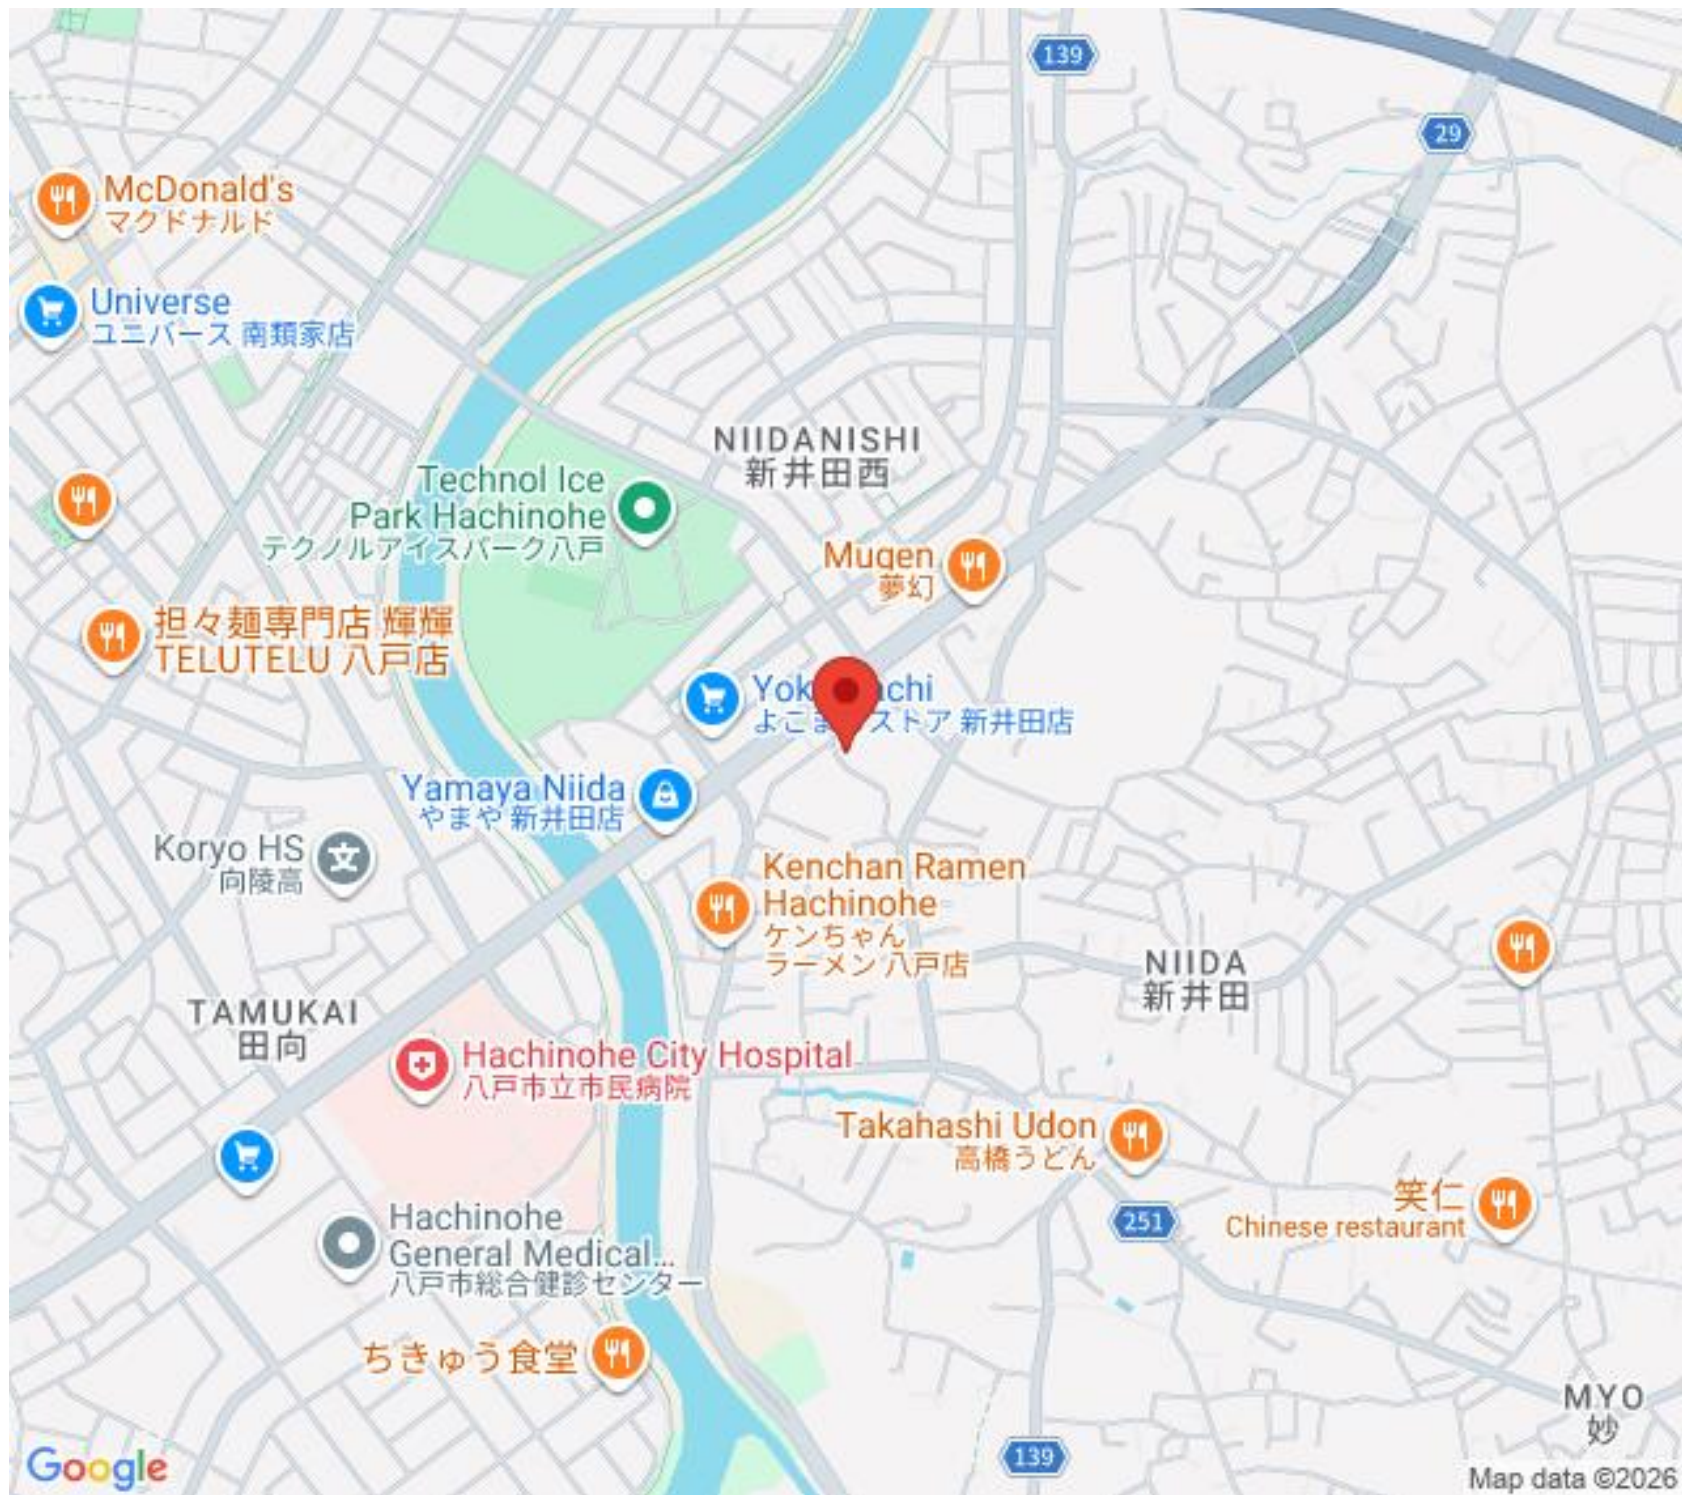 139
29
McDonald's
マクドナルド
Universe
ユニバース 南類家店
NIIDANISHI
新井田西
Technol Ice
Park Hachinohe
テクノルアイスパーク八戸
Mugen
夢幻
担々麺専門店 輝輝
TELUTELU 八戸店
よこま
ストア 新井田店
Yamaya Niida
やまや 新井田店
Koryo HS
向陵高
Kenchan Ramen
Hachinohe
ケンちゃん
ラーメン 八戸店
NIIDA
新井田
TAMUKAI
田向
Hachinohe City Hospital
八戸市立市民病院
Takahashi Udon
高橋うどん
笑仁
Chinese restaurant
251
Hachinohe
General Medical...
八戸市総合健診センター
ちきゅう食堂
MYO
妙
139
Google
Map data ©2026